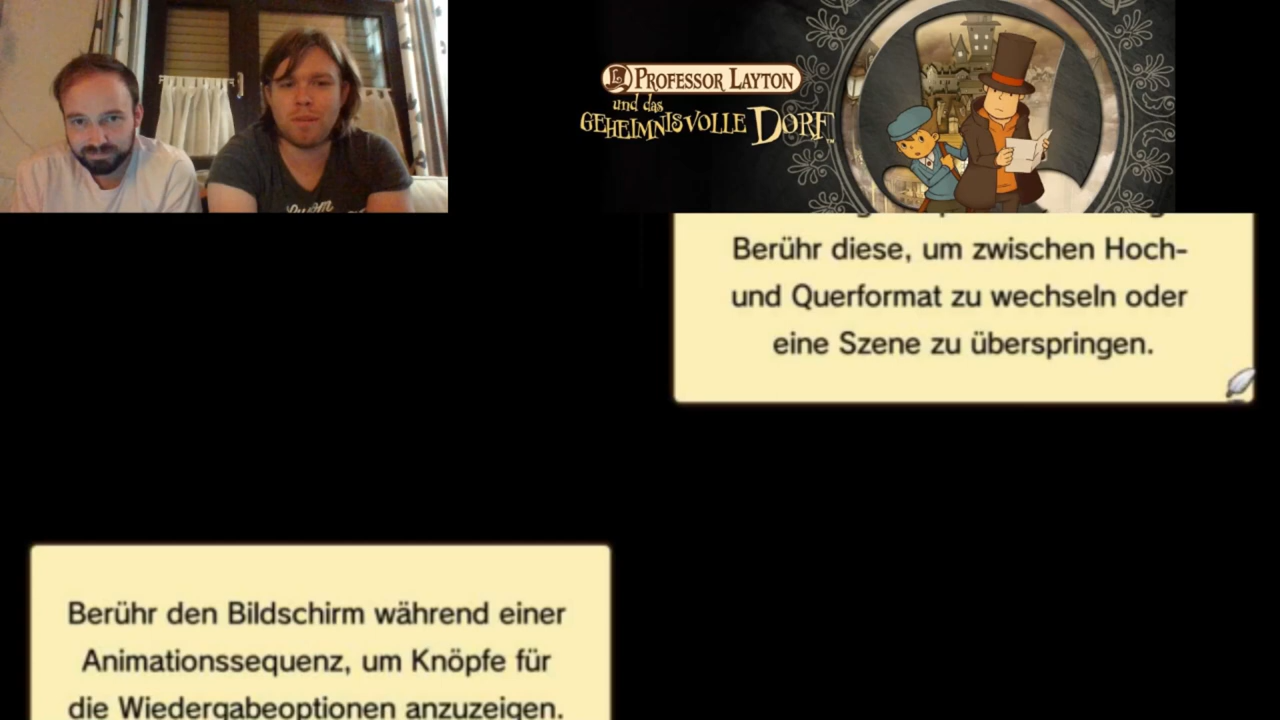 PROFESSOR LAYTON
und das
GEHEIMNISVOLLE DORF™
Berühr diese, um zwischen Hoch-
und Querformat zu wechseln oder
eine Szene zu überspringen.
Berühr den Bildschirm während einer
Animationssequenz, um Knöpfe für
die Wiedergabeoptionen anzuzeigen.